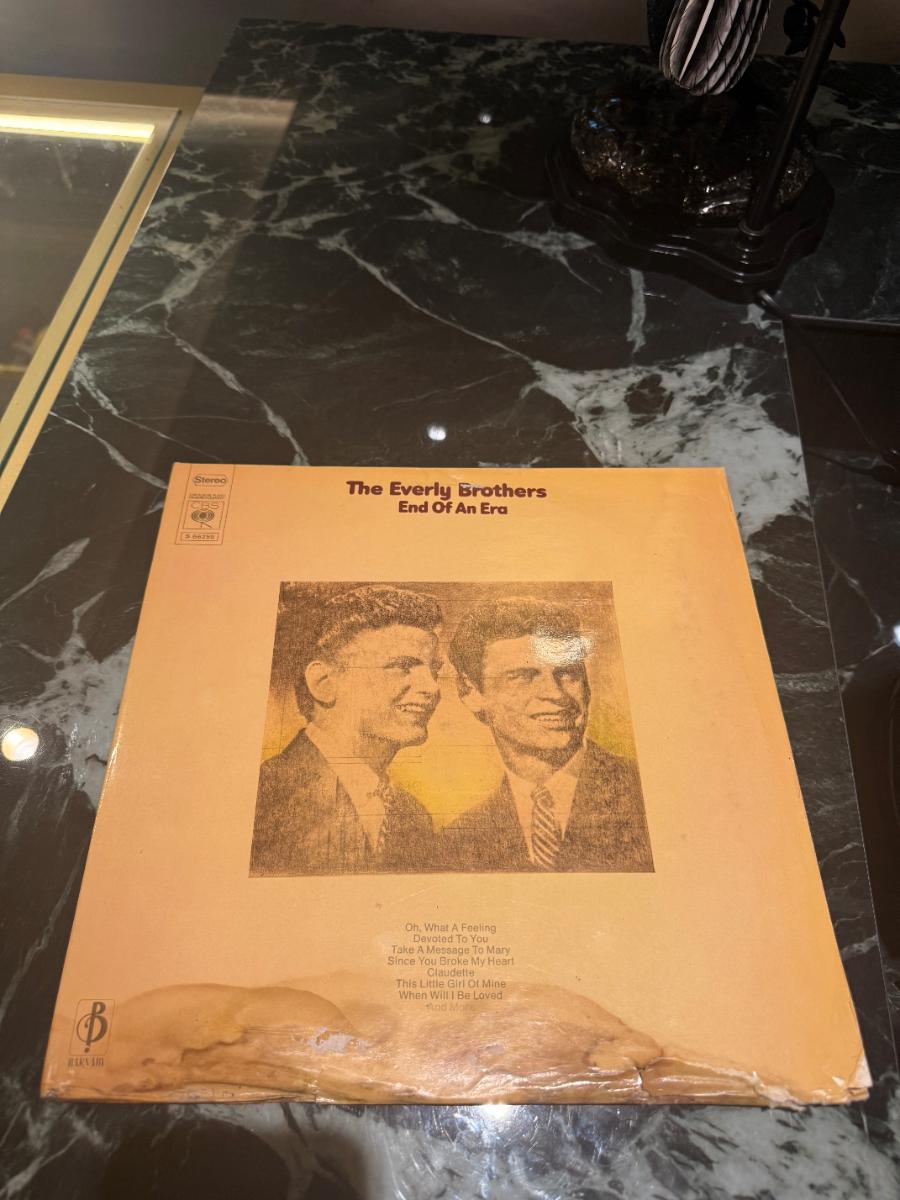 Stereo
CBS
S 66255
The Everly Brothers
End Of An Era
Oh, What A Feeling
Devoted To You
Take A Message To Mary
Since You Broke My Heart
Claudette
This Little Girl Of Mine
When Will I Be Loved
And More...
BARNABY